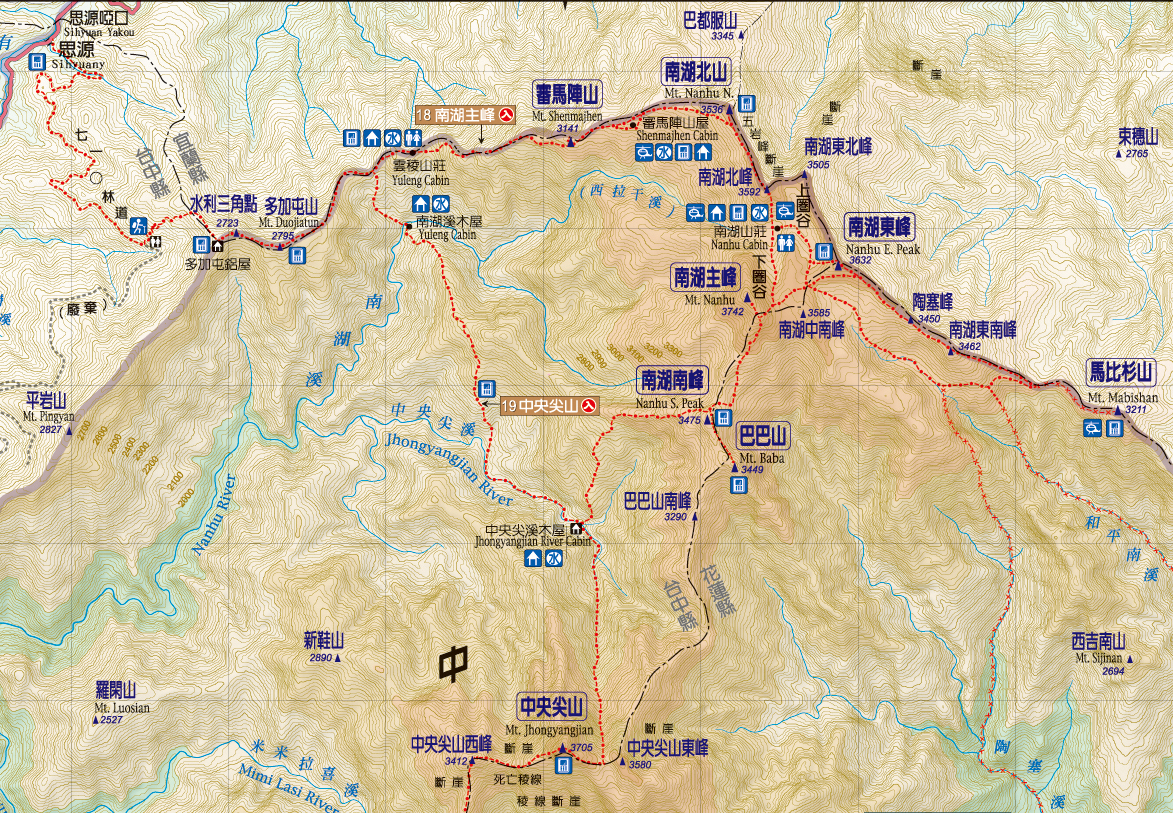 思源啞口
Sihyuan Yakou
思源
Sihyuany
有
巴都服山
3345
斷崖
南湖北山
Mt. Nanhu N.
3536
審馬陣山
Mt. Shenmajhen
3141
18 南湖主峰
審馬陣山屋
Shenmajhen Cabin
五岩峰斷崖
斷崖
南湖東北峰
3505
束穗山
2765
七一〇林道
宜蘭縣
台中縣
雲稜山莊
Yuleng Cabin
南湖北峰
3592
上圈谷
(西拉干溪)
水利三角點
2723
多加屯山
Mt. Duojiatun
2795
南湖溪木屋
Yuleng Cabin
南湖山莊
Nanhu Cabin
南湖東峰
Nanhu E. Peak
3632
多加屯鋁屋
下圈谷
南湖主峰
Mt. Nanhu
3742
(廢棄)
溪
南湖溪
3585
南湖中南峰
陶塞峰
3450
南湖東南峰
3462
2800
2900
3000
3100
3200
3300
馬比杉山
Mt. Mabishan
3211
南湖南峰
Nanhu S. Peak
3475
19 中央尖山
平岩山
Mt. Pingyan
2827
2700
2600
2500
2400
2300
2200
2100
2000
中央尖溪
Jhongyangjian River
巴巴山
Mt. Baba
3449
Nanhu River
巴巴山南峰
3290
和平南溪
中央尖溪木屋
Jhongyangjian River Cabin
花蓮縣
台中縣
新鞋山
2890
中
西吉南山
Mt. Sijinan
2694
羅閑山
Mt. Luosian
2527
中央尖山
Mt. Jhongyangjian
3705
斷崖
中央尖山西峰
3412
斷崖
中央尖山東峰
3580
陶塞溪
米米拉喜溪
Mimi Lasi River
斷崖
死亡稜線
稜線斷崖